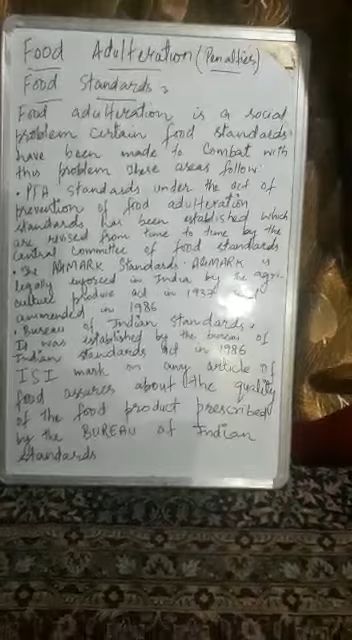 Food Adulteration (Penalties)
Food Standards
Food adulteration is a social
problem certain food standards
have been made to combat with
this problem these areas follow
• PFA standards under the act of
prevention of food adulteration
standards has been established which
are revised from time to time by the
central committee of food standards
• The AGMARK Standards. AGMARK is
legally in India by the agri-
culture produce act in 1937 and
ammended in 1986
• Bureau of Indian Standards.
It was established by the bureau of
Indian standards act in 1986
ISI mark on any article of
food assures about the quality
of the food product prescribed
by the BUREAU of Indian
Standards